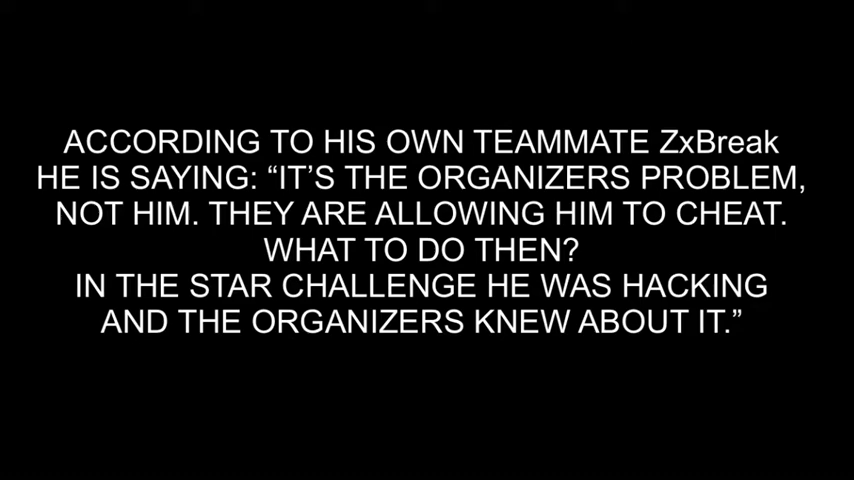 ACCORDING TO HIS OWN TEAMMATE ZxBreak
HE IS SAYING: “IT’S THE ORGANIZERS PROBLEM,
NOT HIM. THEY ARE ALLOWING HIM TO CHEAT.
WHAT TO DO THEN?
IN THE STAR CHALLENGE HE WAS HACKING
AND THE ORGANIZERS KNEW ABOUT IT.”